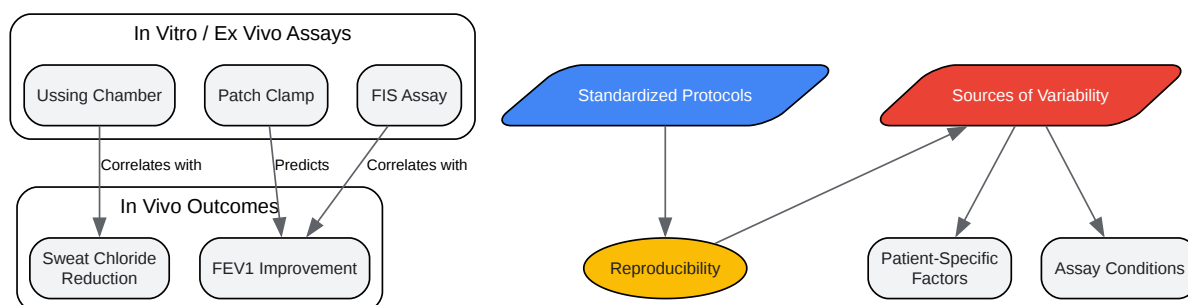 In Vitro / Ex Vivo Assays
Ussing Chamber
Patch Clamp
FIS Assay
Standardized Protocols
Sources of Variability
Correlates with
Predicts
Correlates with
In Vivo Outcomes
Sweat Chloride
Reduction
FEV1 Improvement
Reproducibility
Patient-Specific
Factors
Assay Conditions